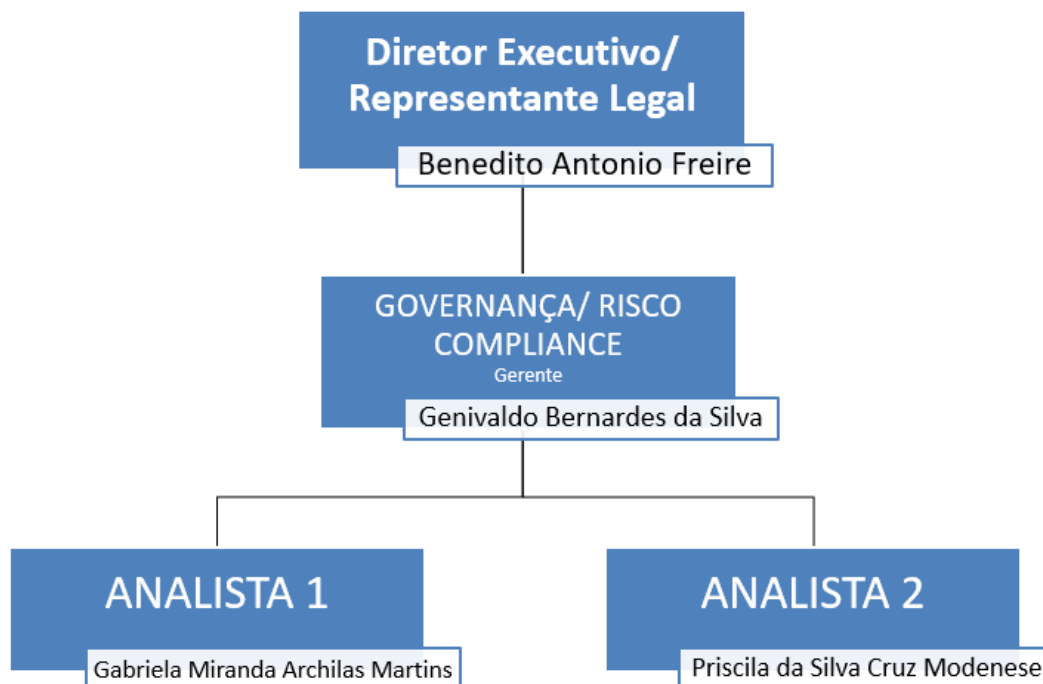 Diretor Executivo/
Representante Legal
Benedito Antonio Freire
GOVERNANÇA/ RISCO
COMPLIANCE
Gerente
Genivaldo Bernardes da Silva
ANALISTA 1
Gabriela Miranda Archilas Martins
ANALISTA 2
Priscila da Silva Cruz Modenese